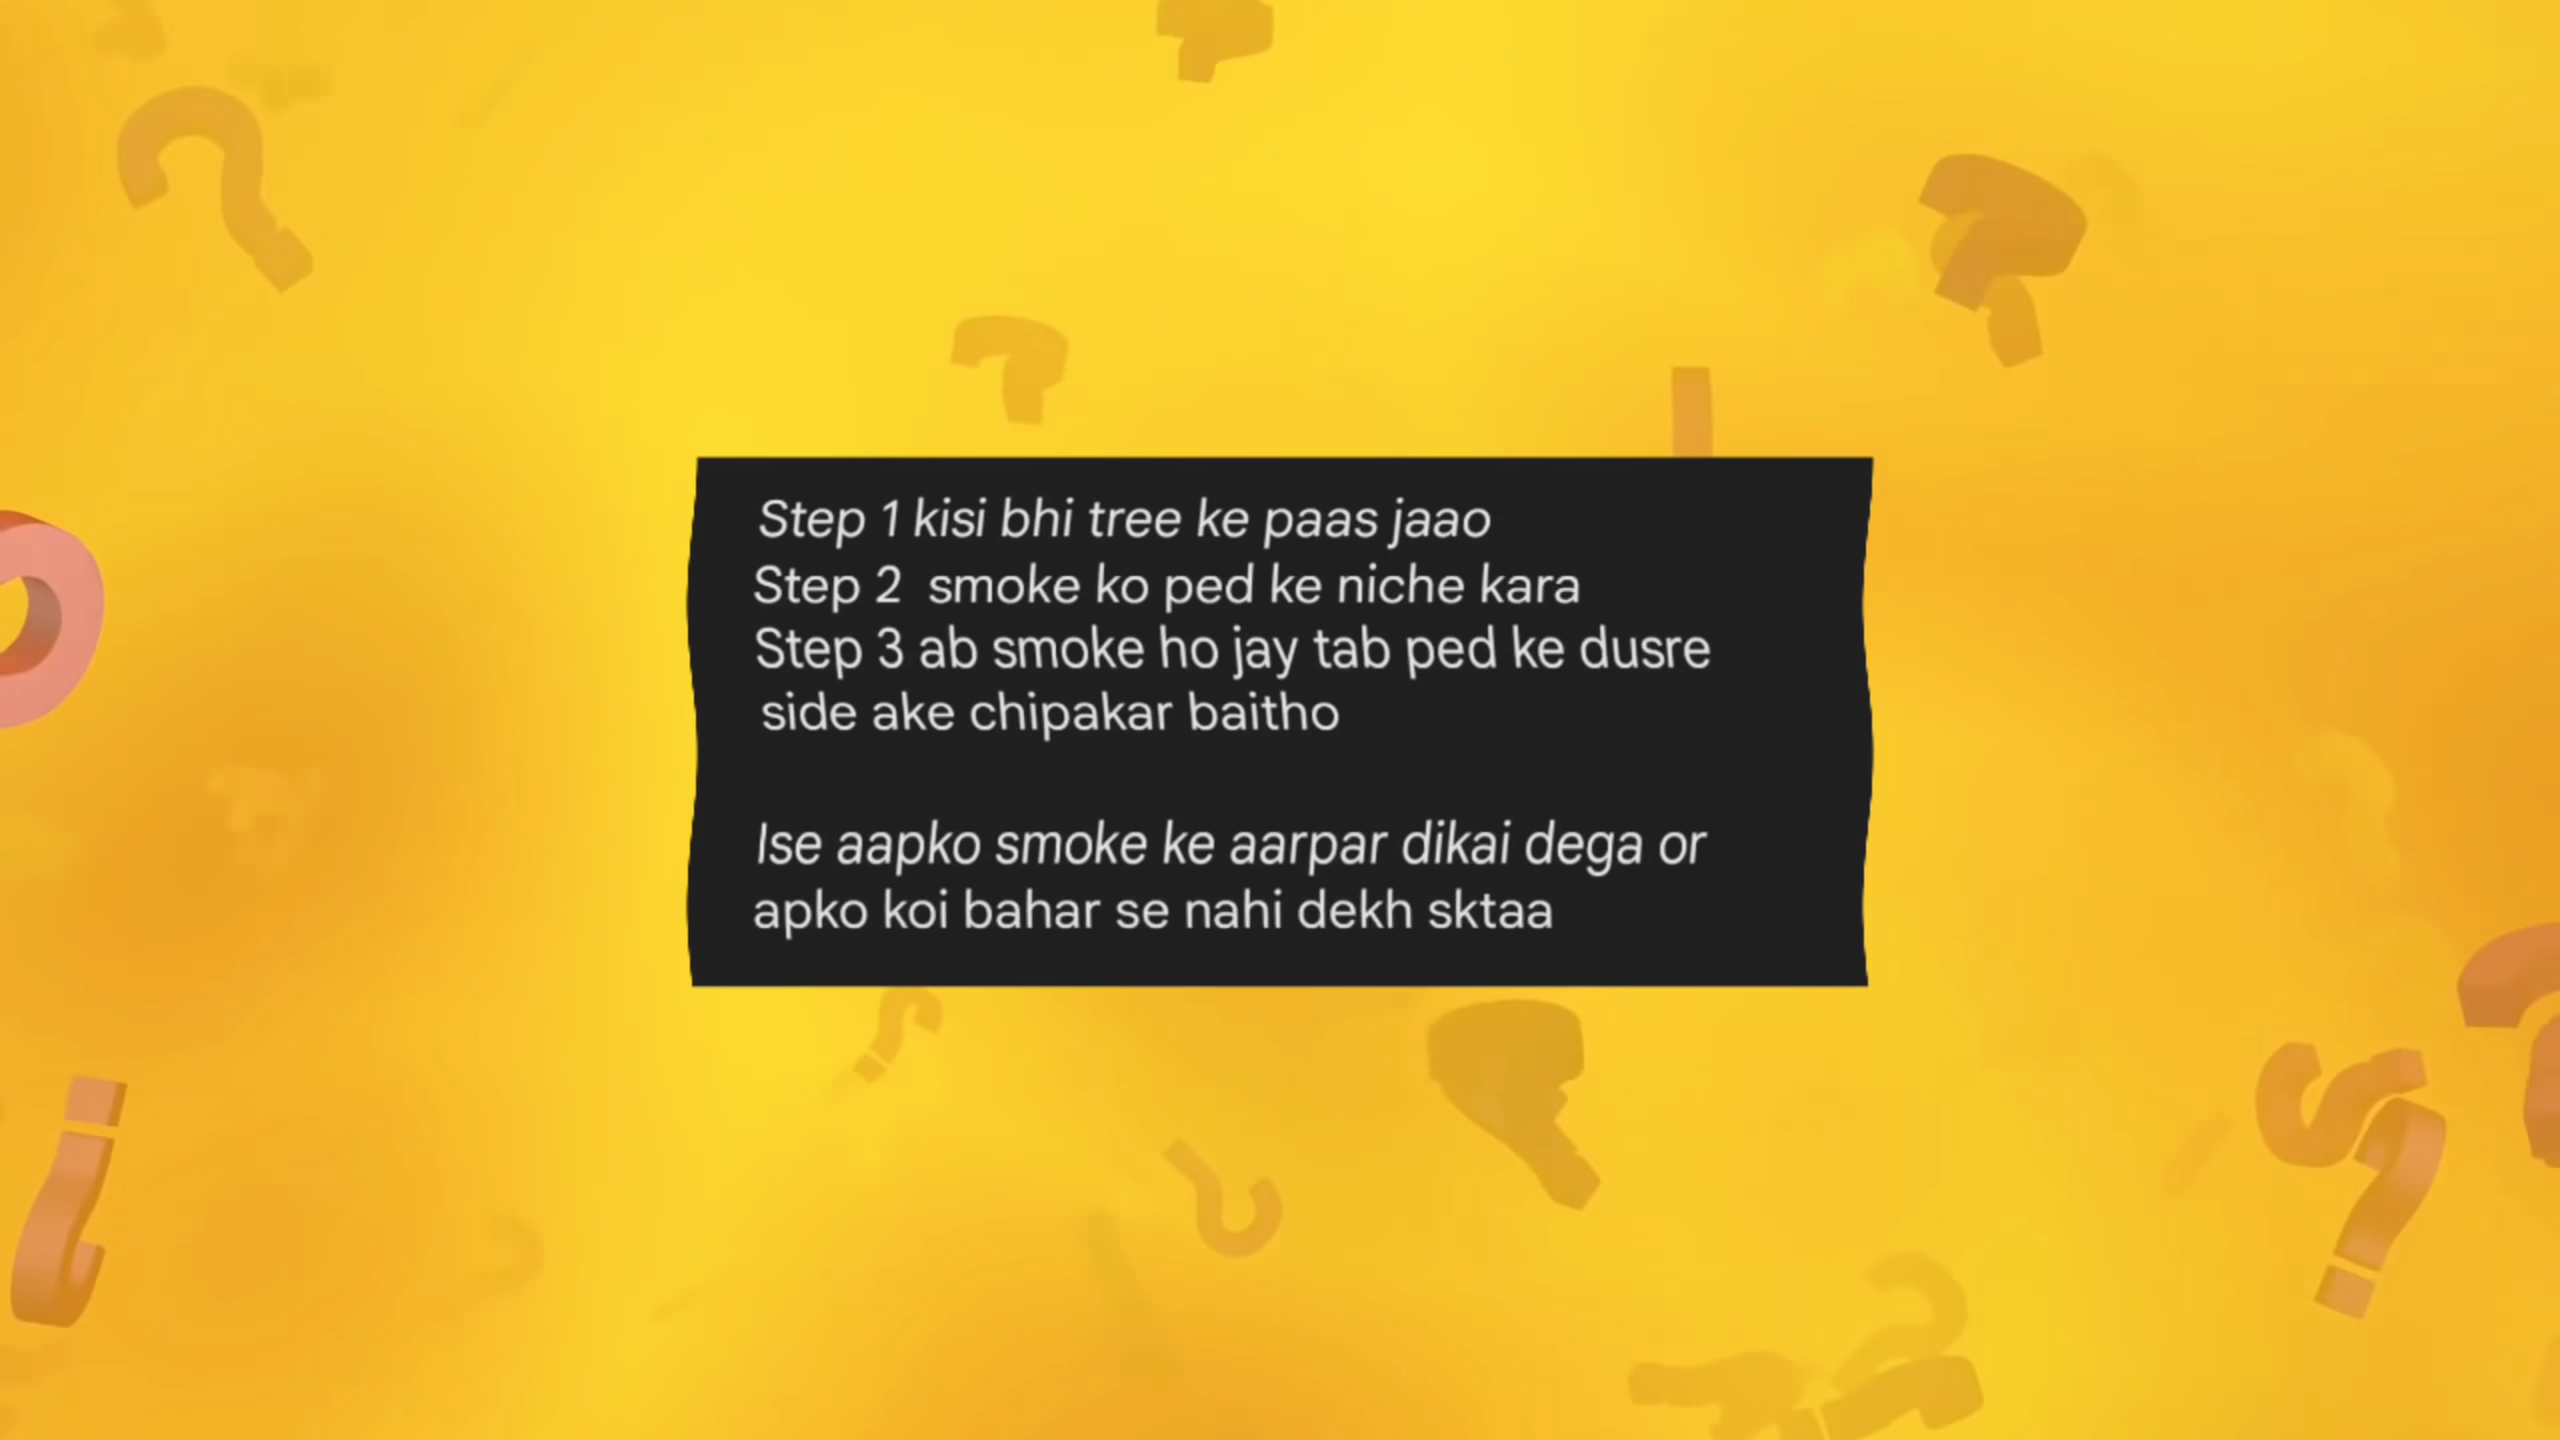 Step 1 kisi bhi tree ke paas jaao
Step 2 smoke ko ped ke niche kara
Step 3 ab smoke ho jay tab ped ke dusre
side ake chipakar baitho
Ise aapko smoke ke aarpar dikai dega or
apko koi bahar se nahi dekh sktaa